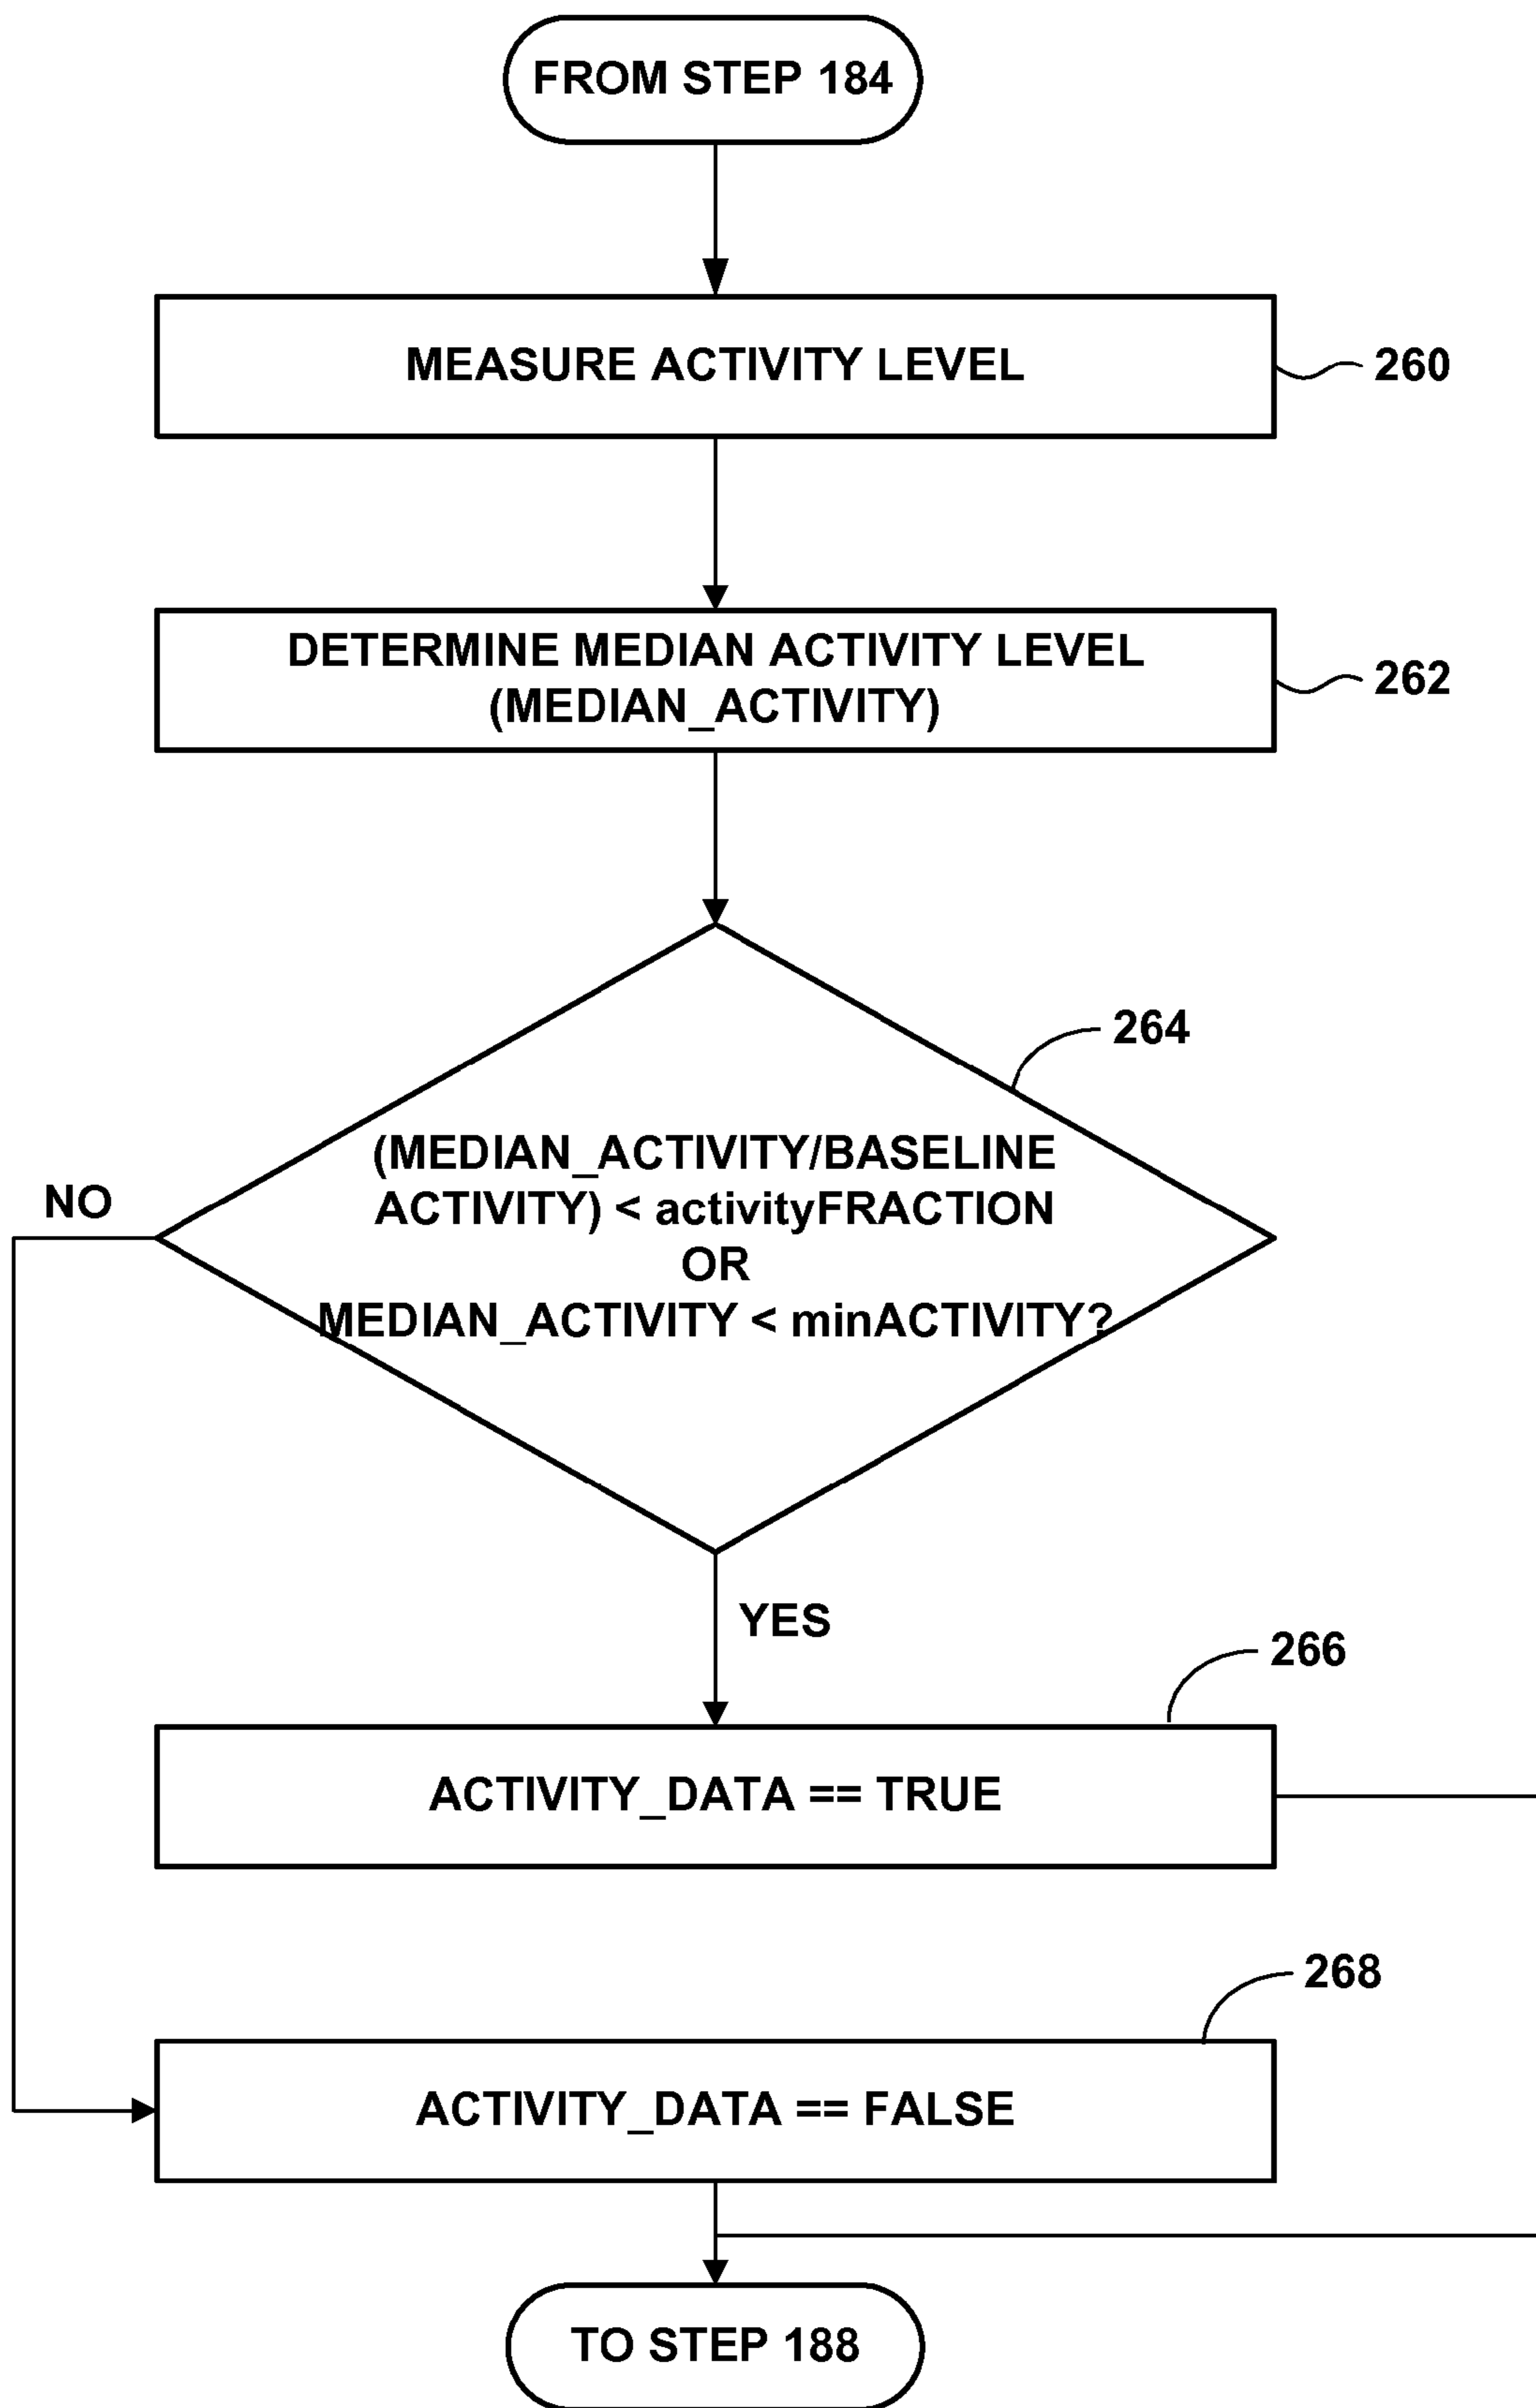 FROM STEP 184
MEASURE ACTIVITY LEVEL
260
DETERMINE MEDIAN ACTIVITY LEVEL
(MEDIAN_ACTIVITY)
262
264
(MEDIAN_ACTIVITY/BASELINE
ACTIVITY) < activityFRACTION
OR
MEDIAN_ACTIVITY < minACTIVITY?
NO
YES
266
ACTIVITY_DATA == TRUE
268
ACTIVITY_DATA == FALSE
TO STEP 188